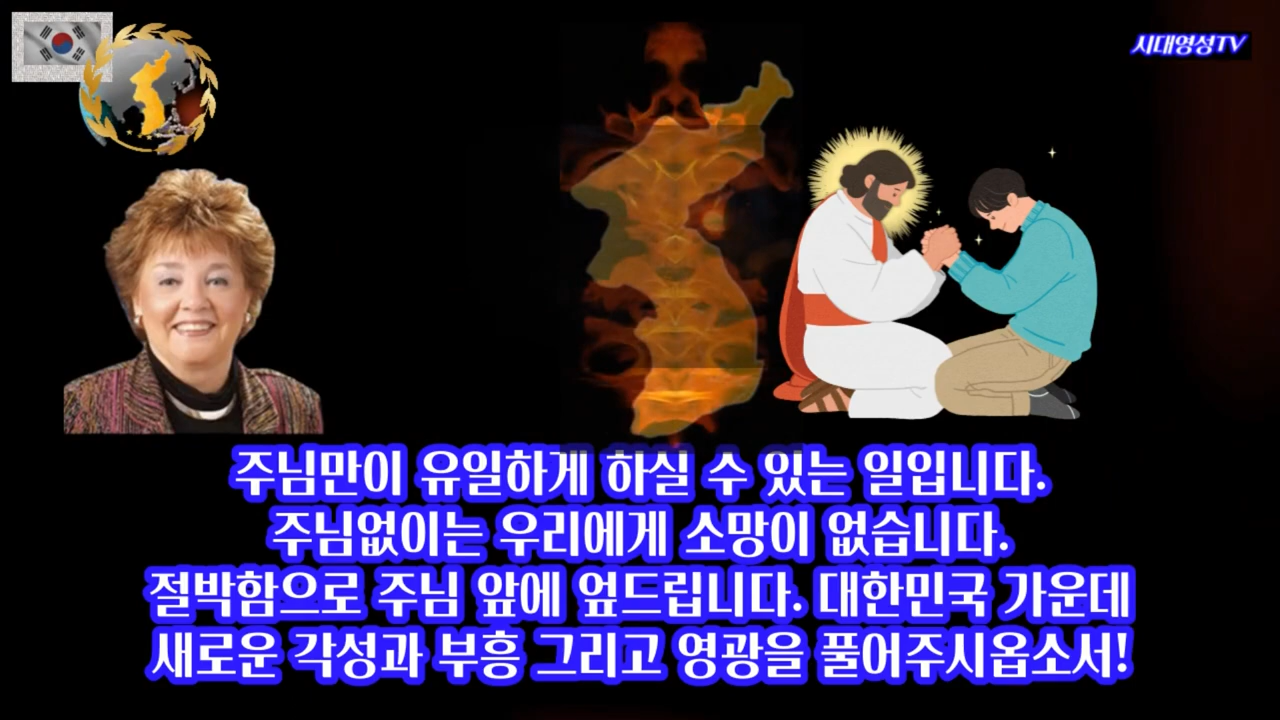 시대영성TV
주님만이 유일하게 하실 수 있는 일입니다.
주님없이는 우리에게 소망이 없습니다.
절박함으로 주님 앞에 엎드립니다. 대한민국 가운데
새로운 각성과 부흥 그리고 영광을 풀어주시옵소서!